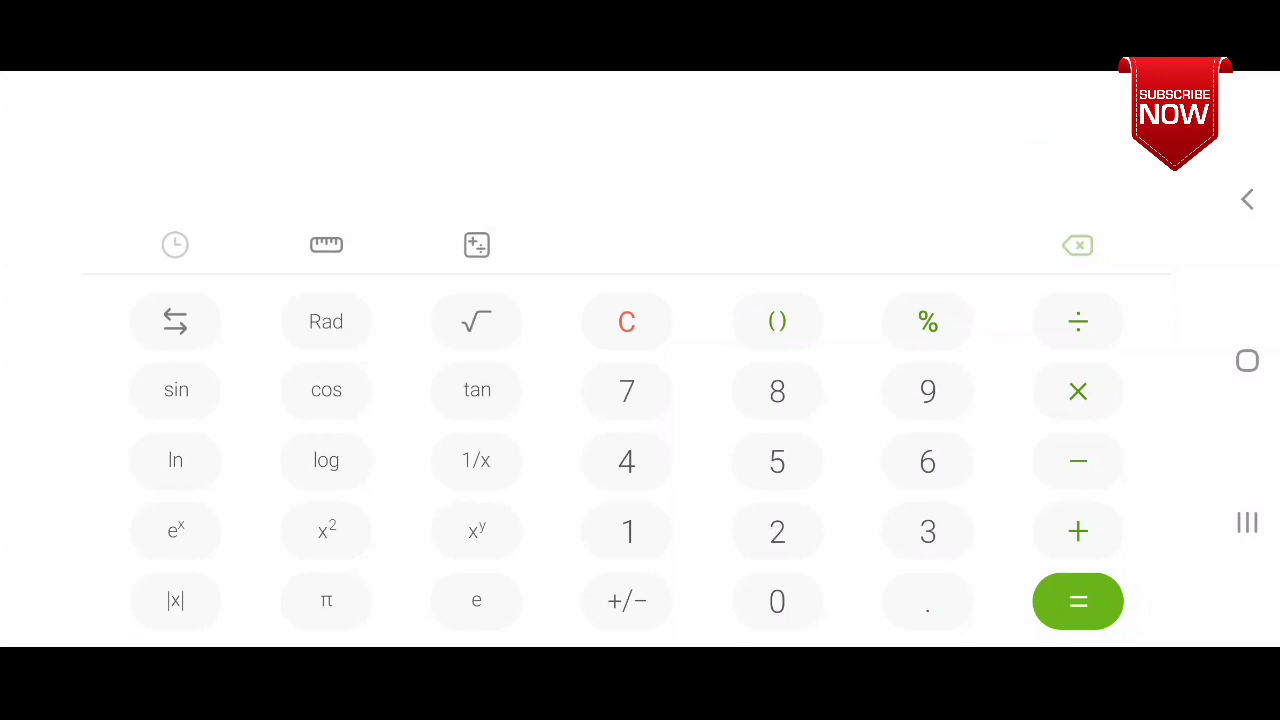 SUBSCRIBE
NOW
Rad √ C () % ÷
sin cos tan 7 8 9 ×
ln log 1/x 4 5 6 −
eˣ x² xʸ 1 2 3 +
|x| π e +/− 0 . =